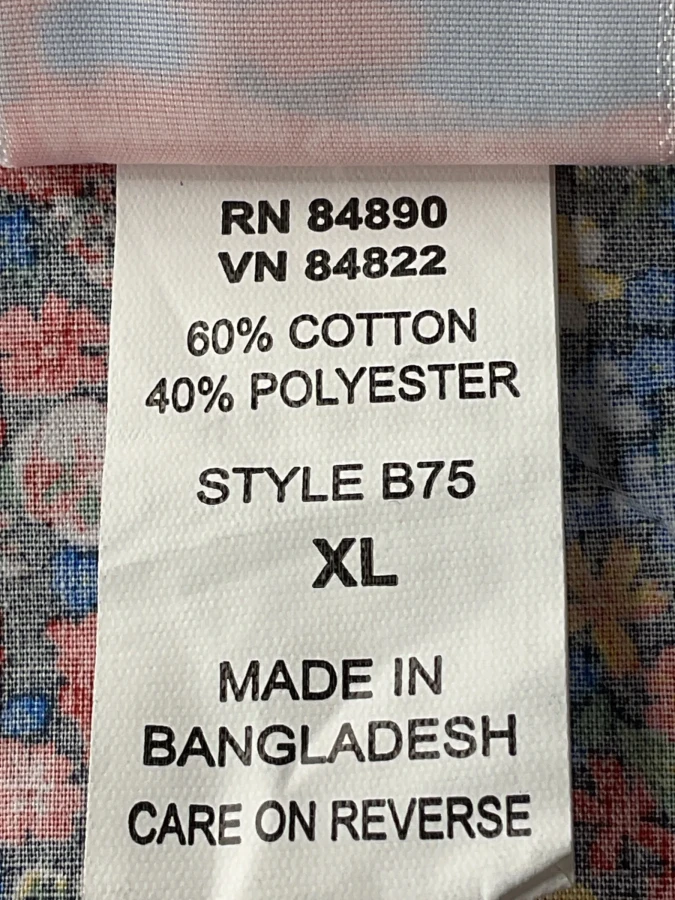 RN 84890
VN 84822
60% COTTON
40% POLYESTER
STYLE B75
XL
MADE IN
BANGLADESH
CARE ON REVERSE